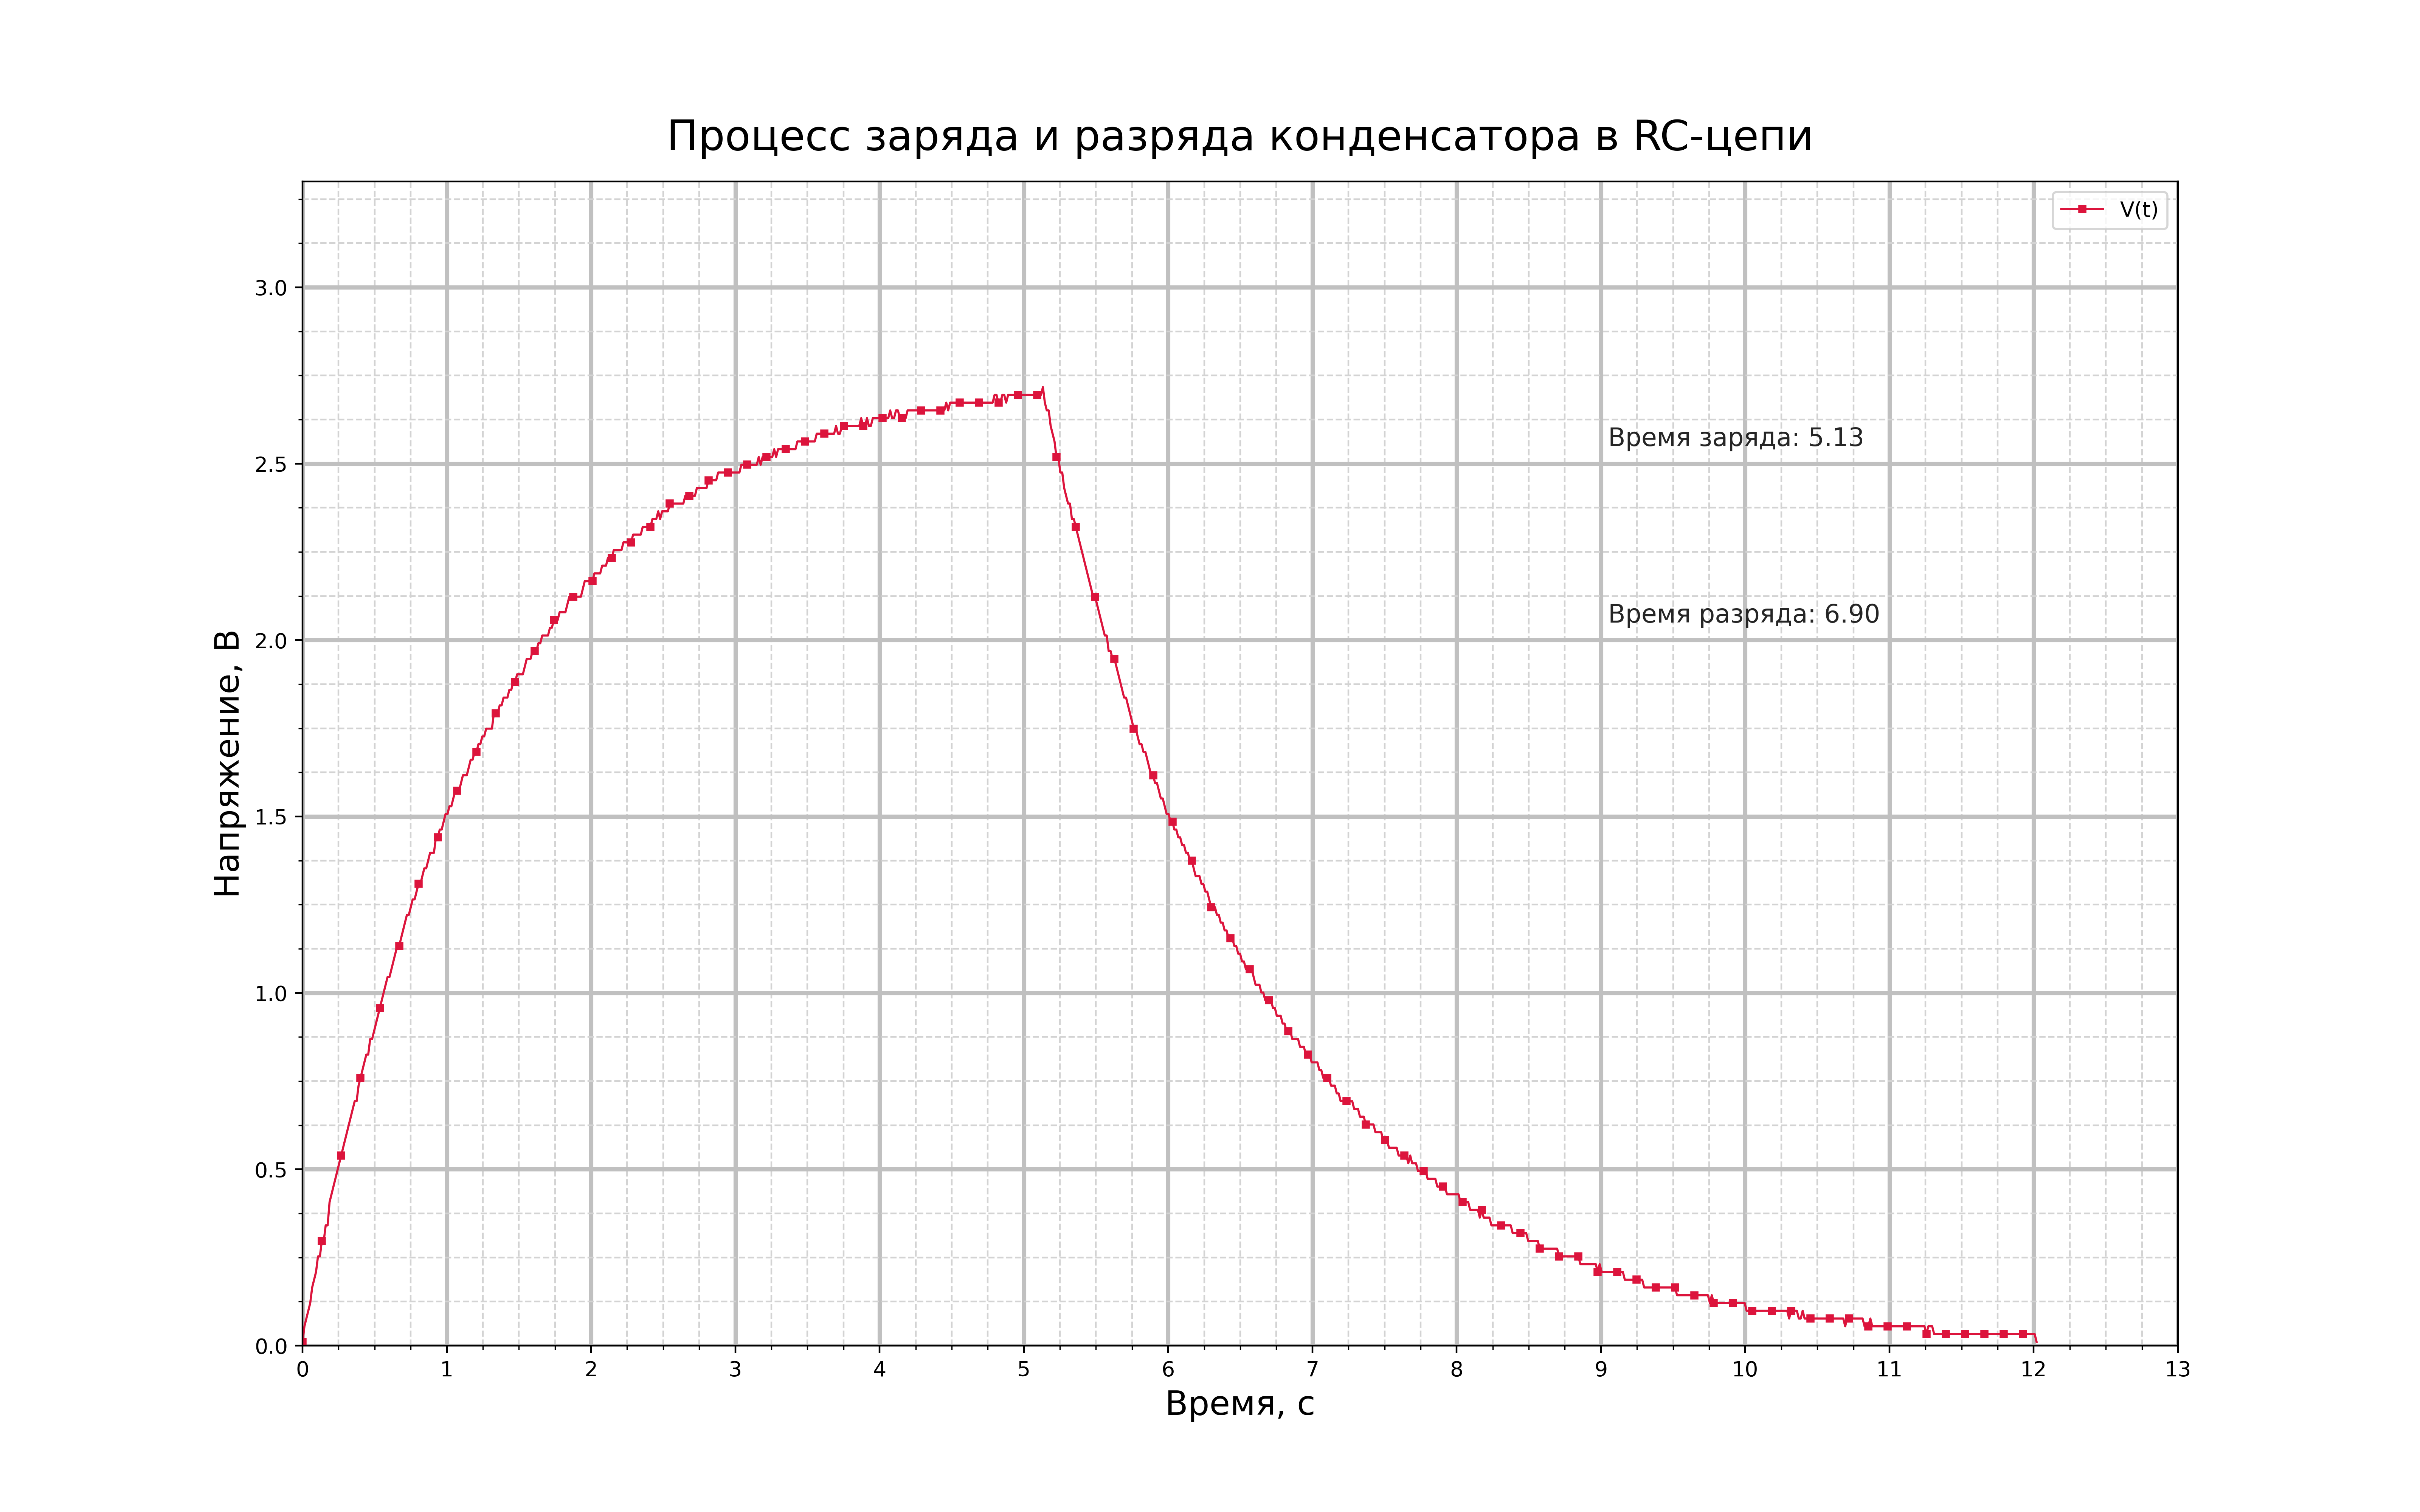 Процесс заряда и разряда конденсатора в RC-цепи
V(t)
3.0
Время заряда: 5.13
2.5
Время разряда: 6.90
2.0
Напряжение, В
1.5
1.0
0.5
0.0
0 1 2 3 4 5 6 7 8 9 10 11 12 13
Время, с